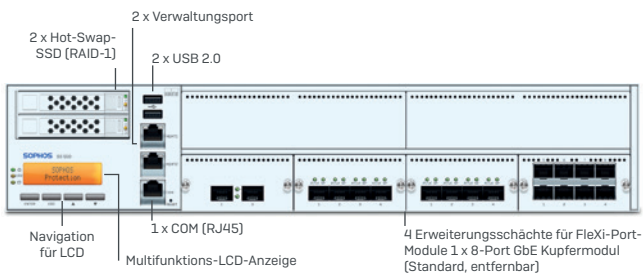 2 x Verwaltungsport
2 x Hot-Swap-
SSD (RAID-1)
2 x USB 2.0
SOPHOS
SOPHOS
Protection
Navigation
für LCD
Multifunktions-LCD-Anzeige
1 x COM (RJ45)
4 Erweiterungsschächte für FleXi-Port-
Module 1 x 8-Port GbE Kupfermodul
(Standard, entfernbar)